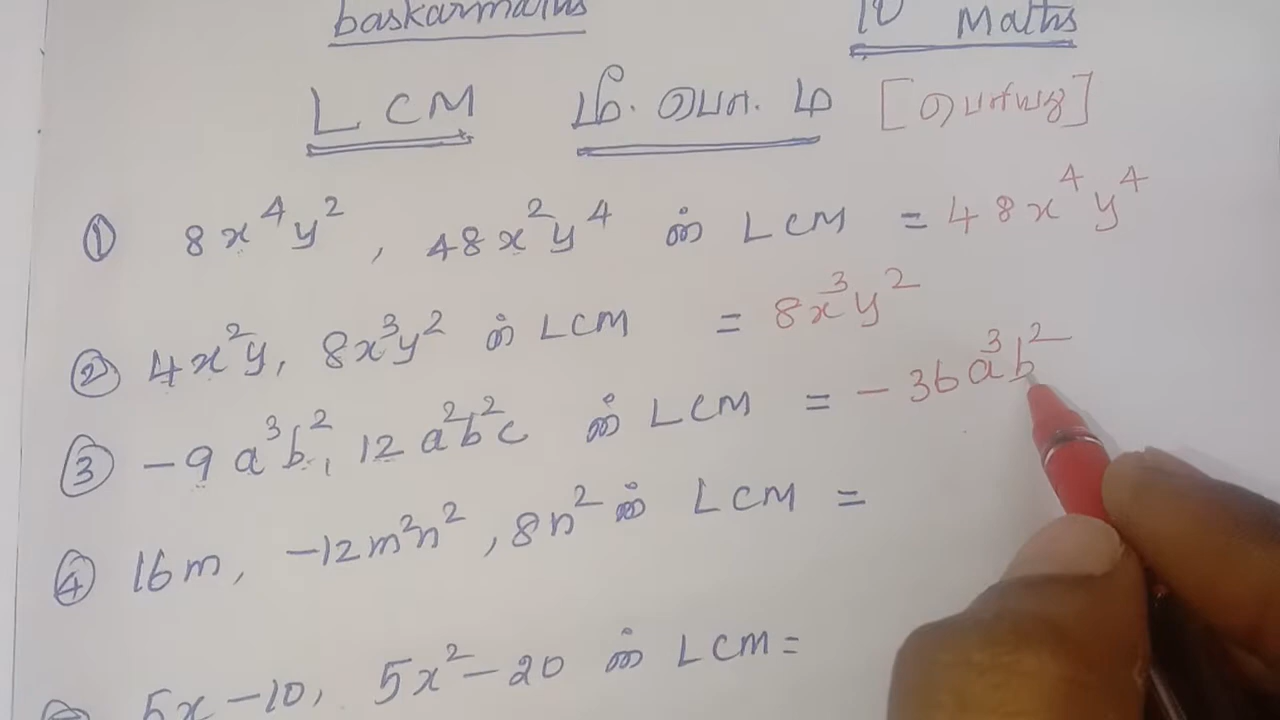 baskarmaths 10 Maths
LCM மீ. பொ. ம [பெரியது]
① 8x⁴y², 48x²y⁴ ன் LCM = 48x⁴y⁴
② 4x²y, 8x³y² ன் LCM = 8x³y²
③ -9a³b², 12a²b²c ன் LCM = -36a³b²
④ 16m, -12m²n², 8n² ன் LCM =
5x-10, 5x²-20 ன் LCM =